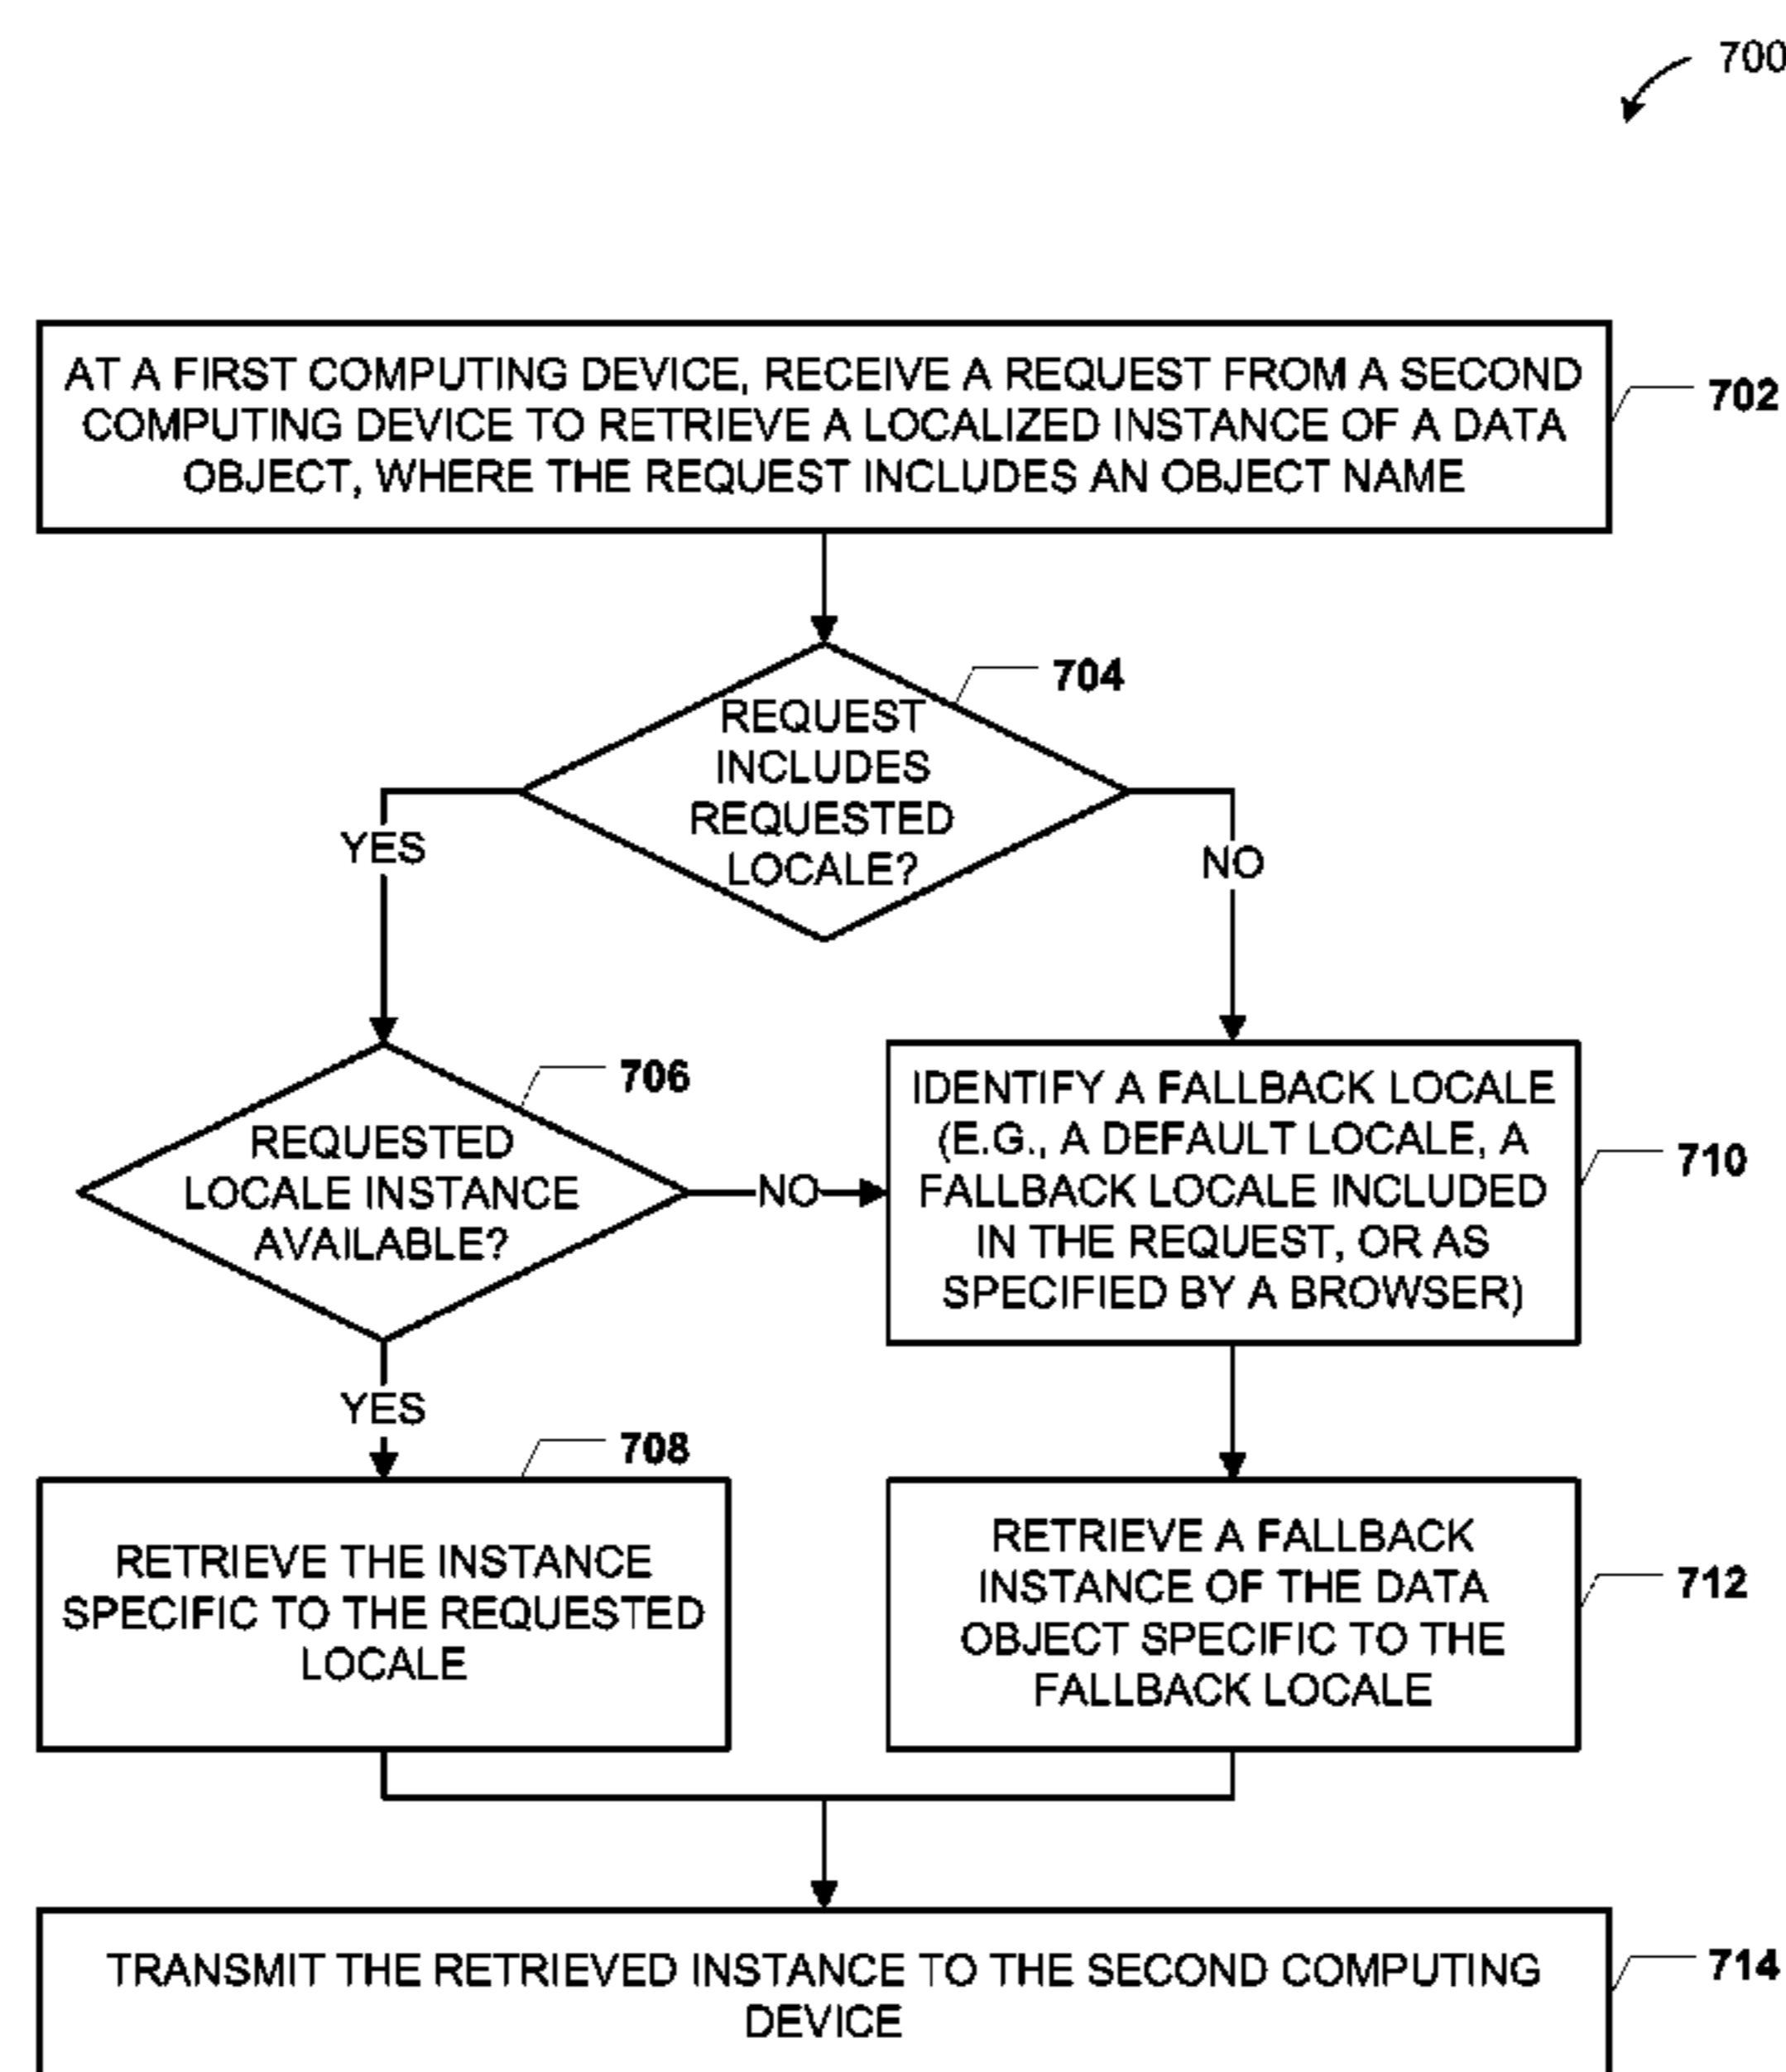 700
AT A FIRST COMPUTING DEVICE, RECEIVE A REQUEST FROM A SECOND
COMPUTING DEVICE TO RETRIEVE A LOCALIZED INSTANCE OF A DATA
OBJECT, WHERE THE REQUEST INCLUDES AN OBJECT NAME
702
704
REQUEST
INCLUDES
REQUESTED
LOCALE?
YES
NO
706
REQUESTED
LOCALE INSTANCE
AVAILABLE?
NO
IDENTIFY A FALLBACK LOCALE
(E.G., A DEFAULT LOCALE, A
FALLBACK LOCALE INCLUDED
IN THE REQUEST, OR AS
SPECIFIED BY A BROWSER)
710
YES
708
RETRIEVE THE INSTANCE
SPECIFIC TO THE REQUESTED
LOCALE
RETRIEVE A FALLBACK
INSTANCE OF THE DATA
OBJECT SPECIFIC TO THE
FALLBACK LOCALE
712
TRANSMIT THE RETRIEVED INSTANCE TO THE SECOND COMPUTING
DEVICE
714